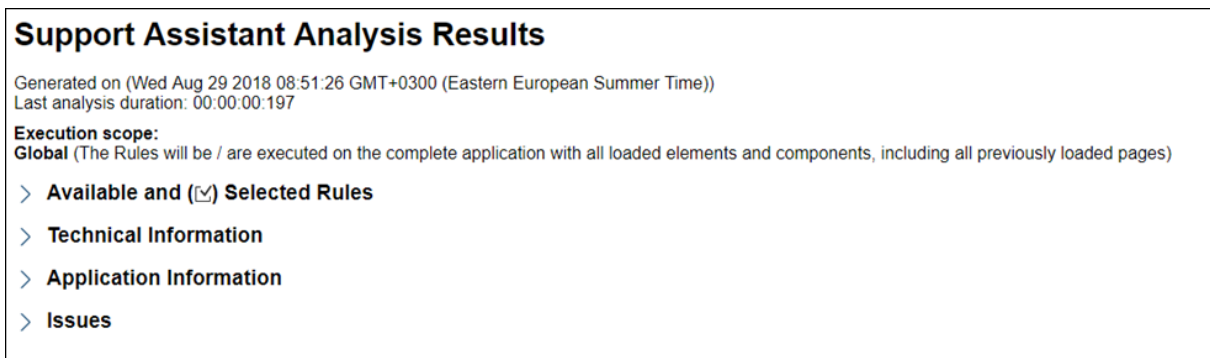 Support Assistant Analysis Results
Generated on (Wed Aug 29 2018 08:51:26 GMT+0300 (Eastern European Summer Time))
Last analysis duration: 00:00:00:197
Execution scope:
Global (The Rules will be / are executed on the complete application with all loaded elements and components, including all previously loaded pages)
Available and (☑) Selected Rules
Technical Information
Application Information
Issues